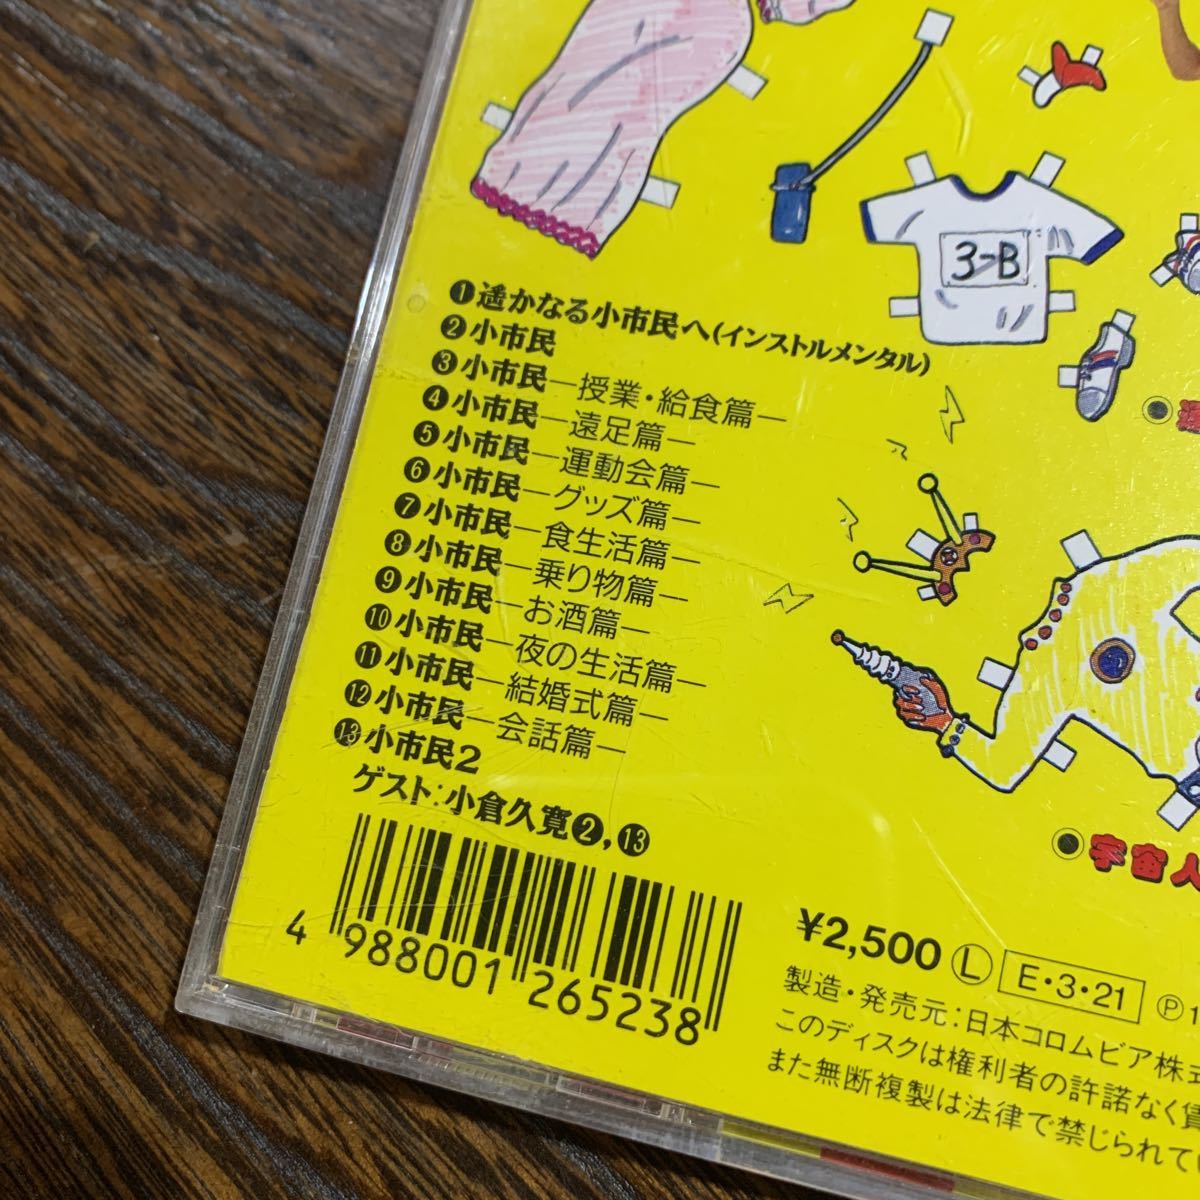 3-B
❶遙かなる小市民へ(インストルメンタル)
❷小市民
❸小市民―授業・給食篇―
❹小市民―遠足篇―
❺小市民―運動会篇―
❻小市民―グッズ篇―
❼小市民―食生活篇―
❽小市民―乗り物篇―
❾小市民―お酒篇―
❿小市民―夜の生活篇―
⓫小市民―結婚式篇―
⓬小市民―会話篇―
⓭小市民2
ゲスト:小倉久寛❷,⓭
宇宙人
4 988001 265238
¥2,500 Ⓛ E・3・21 Ⓟ1
製造・発売元:日本コロムビア株式
このディスクは権利者の許諾なく賃
また無断複製は法律で禁じられてい